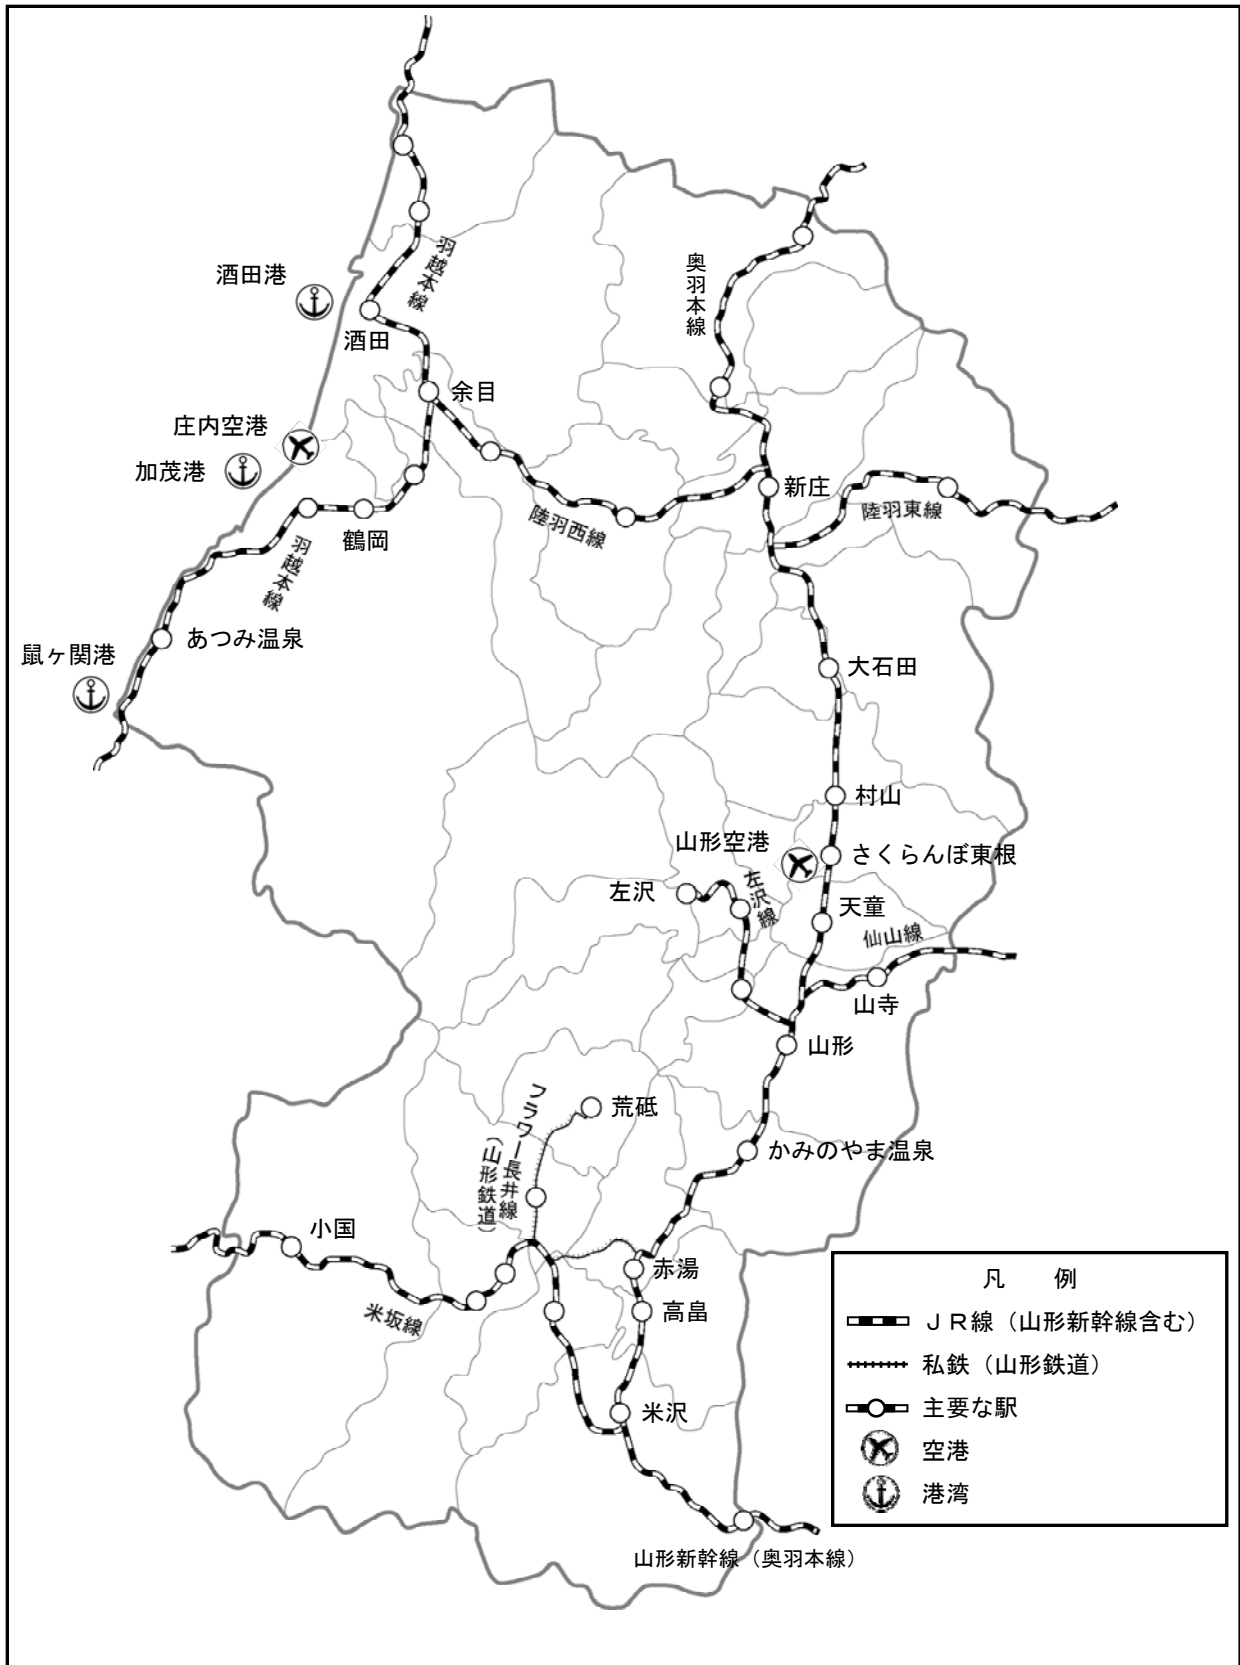 羽越本線
酒田港
奥羽本線
酒田
余目
庄内空港
加茂港
新庄
陸羽東線
陸羽西線
鶴岡
羽越本線
あつみ温泉
鼠ヶ関港
大石田
村山
山形空港
さくらんぼ東根
左沢
左沢線
天童
仙山線
山寺
山形
荒砥
フラワー長井線
（山形鉄道）
かみのやま温泉
小国
赤湯
高畠
米坂線
米沢
山形新幹線（奥羽本線）
凡　例
ＪＲ線（山形新幹線含む）
私鉄（山形鉄道）
主要な駅
空港
港湾